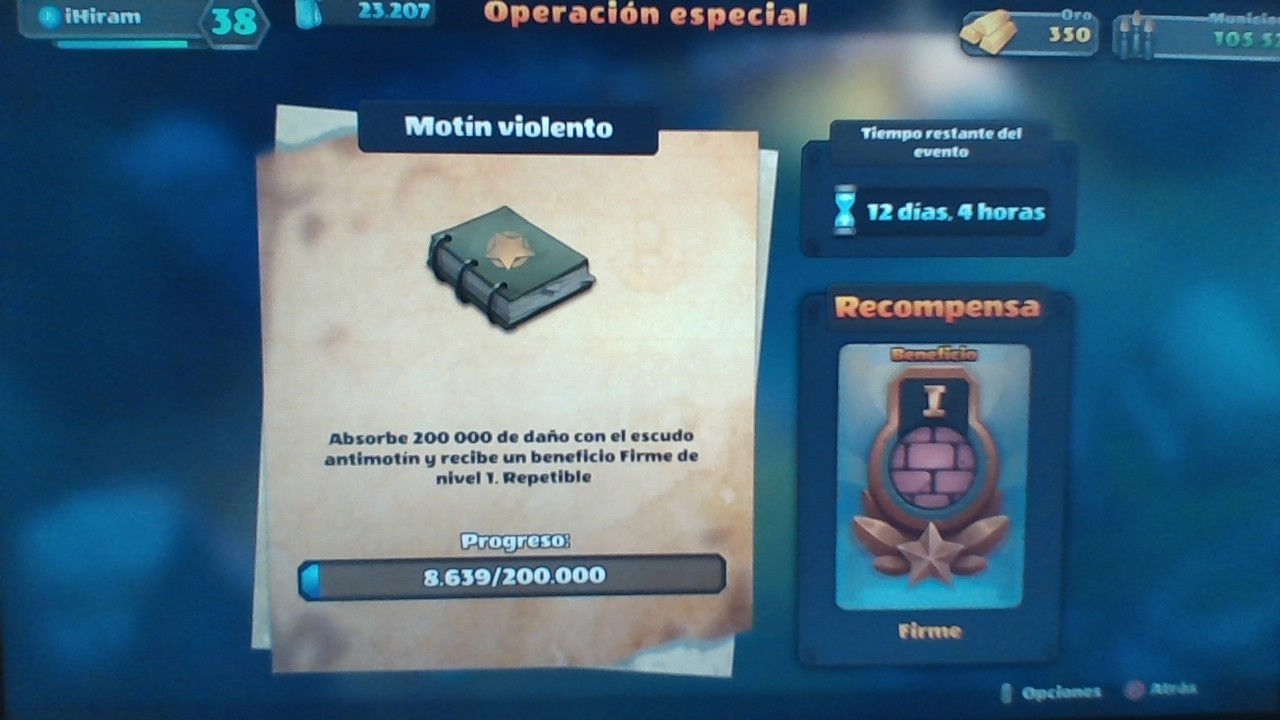 iHiram
38
23.207
Operación especial
Oro
350
Motín violento
Absorbe 200 000 de daño con el escudo
antimotín y recibe un beneficio Firme de
nivel 1. Repetible
Progreso:
8.639/200.000
Tiempo restante del
evento
12 días, 4 horas
Recompensa
Beneficio
I
Firme
Opciones
Atrás